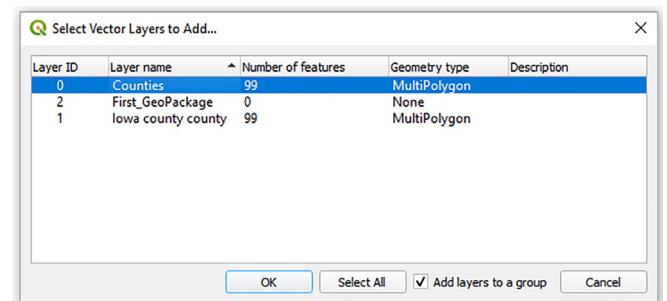 Select Vector Layers to Add...
Layer ID Layer name Number of features Geometry type Description
0 Counties 99 MultiPolygon
2 First_GeoPackage 0 None
1 Iowa county county 99 MultiPolygon
OK Select All Add layers to a group Cancel